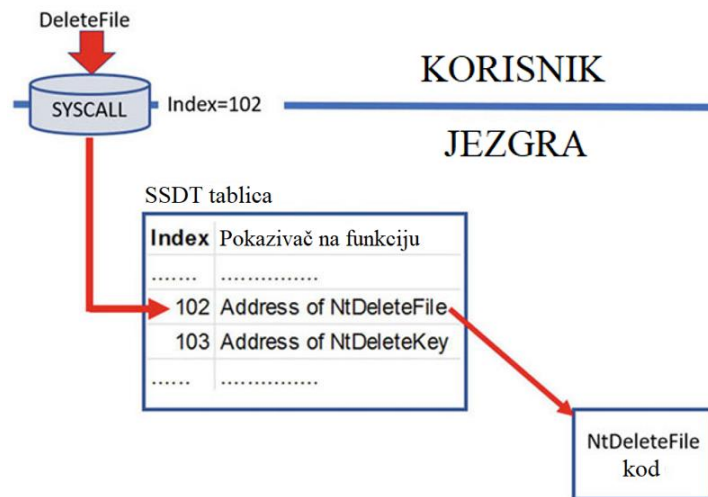 DeleteFile
KORISNIK
SYSCALL
Index=102
JEZGRA
SSDT tablica
Index Pokazivač na funkciju
....... ...............
102 Address of NtDeleteFile
103 Address of NtDeleteKey
...... ...............
NtDeleteFile
kod